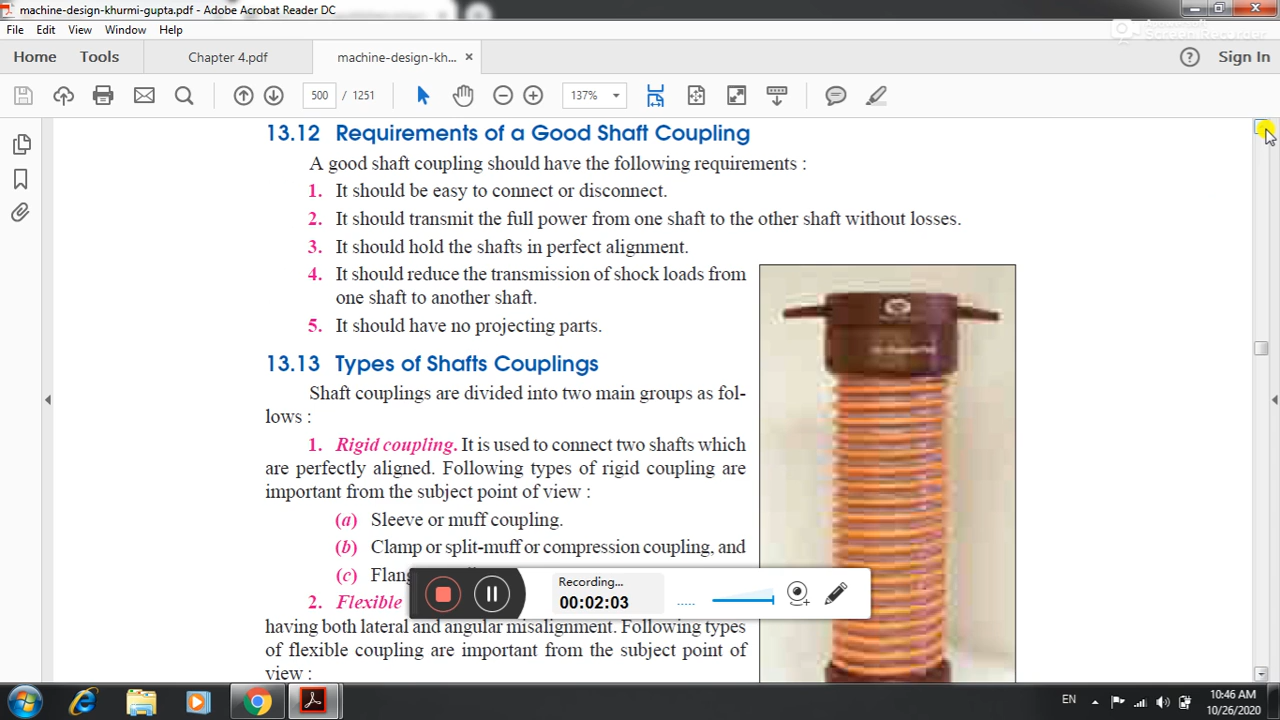 machine-design-khurmi-gupta.pdf - Adobe Acrobat Reader DC
File Edit View Window Help
Screen Recorder
Home Tools Chapter 4.pdf machine-design-kh... × Sign In
500 / 1251 137%
13.12 Requirements of a Good Shaft Coupling
A good shaft coupling should have the following requirements :
1. It should be easy to connect or disconnect.
2. It should transmit the full power from one shaft to the other shaft without losses.
3. It should hold the shafts in perfect alignment.
4. It should reduce the transmission of shock loads from
one shaft to another shaft.
5. It should have no projecting parts.
13.13 Types of Shafts Couplings
Shaft couplings are divided into two main groups as fol-
lows :
1. Rigid coupling. It is used to connect two shafts which
are perfectly aligned. Following types of rigid coupling are
important from the subject point of view :
(a) Sleeve or muff coupling.
(b) Clamp or split-muff or compression coupling, and
(c) Flang
2. Flexible
Recording...
00:02:03
having both lateral and angular misalignment. Following types
of flexible coupling are important from the subject point of
view :
EN
10:46 AM
10/26/2020